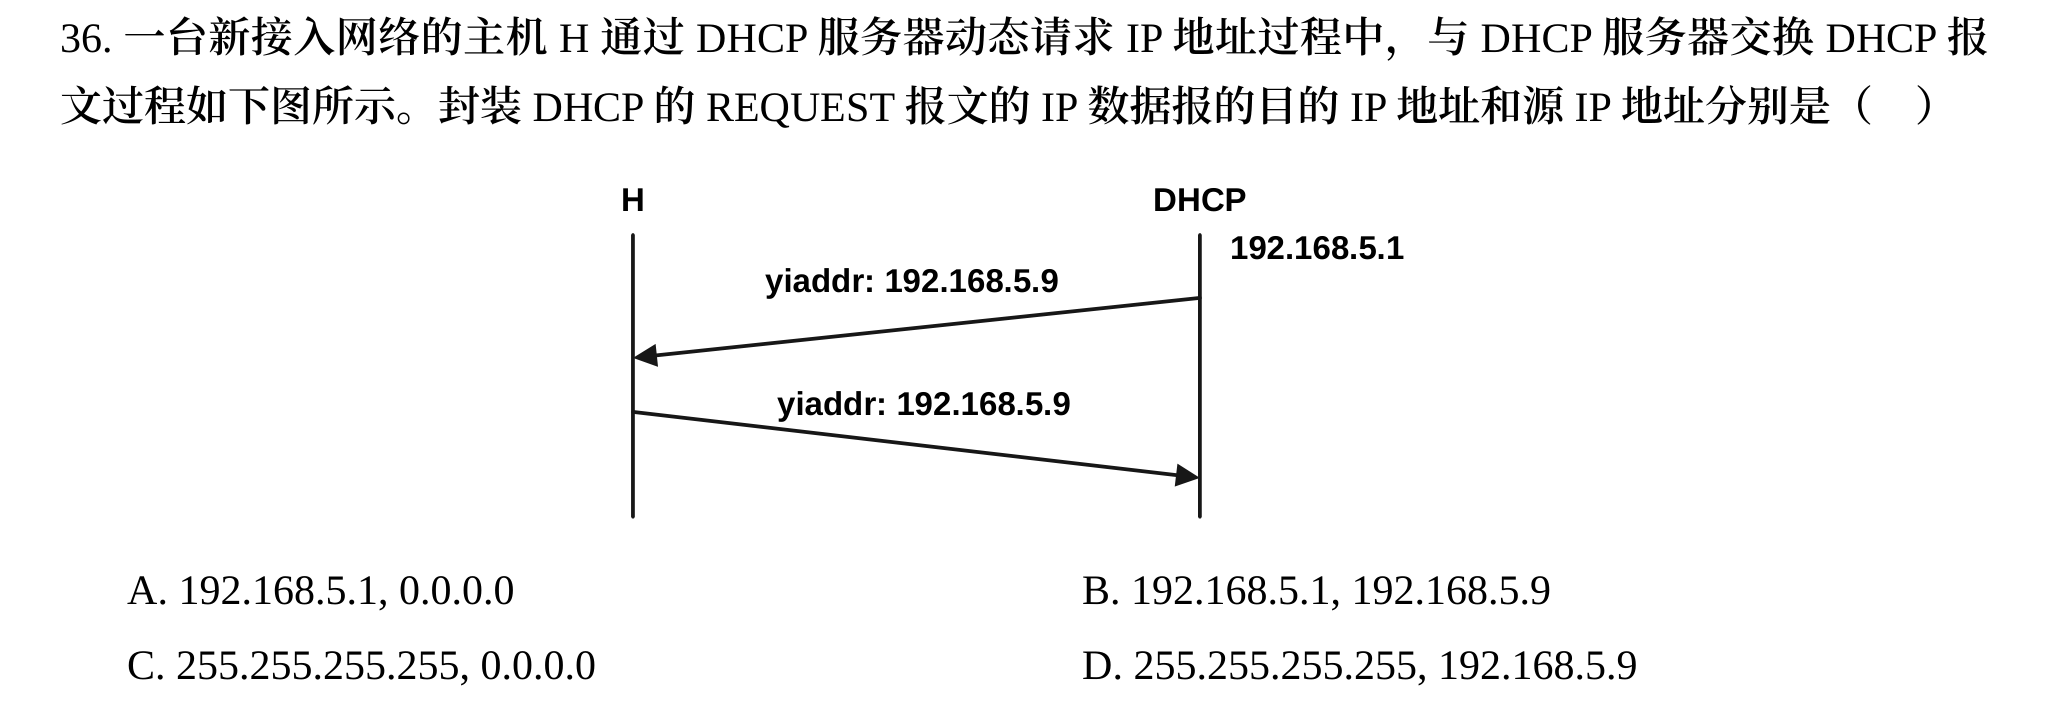 36. 一台新接入网络的主机 H 通过 DHCP 服务器动态请求 IP 地址过程中，与 DHCP 服务器交换 DHCP 报
文过程如下图所示。封装 DHCP 的 REQUEST 报文的 IP 数据报的目的 IP 地址和源 IP 地址分别是（ ）
H
DHCP
192.168.5.1
yiaddr: 192.168.5.9
yiaddr: 192.168.5.9
A. 192.168.5.1, 0.0.0.0
B. 192.168.5.1, 192.168.5.9
C. 255.255.255.255, 0.0.0.0
D. 255.255.255.255, 192.168.5.9